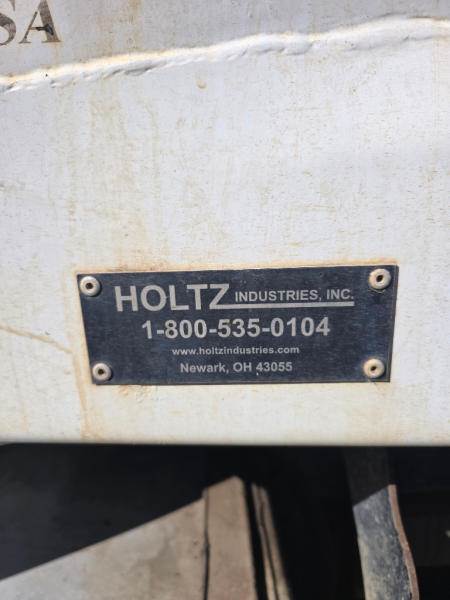 SA
HOLTZ INDUSTRIES, INC.
1-800-535-0104
www.holtzindustries.com
Newark, OH 43055